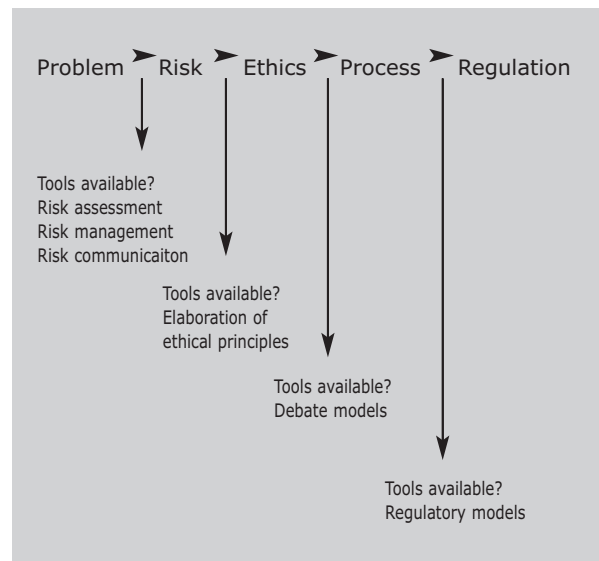 Problem Risk Ethics Process Regulation
Tools available?
Risk assessment
Risk management
Risk communicaiton
Tools available?
Elaboration of
ethical principles
Tools available?
Debate models
Tools available?
Regulatory models